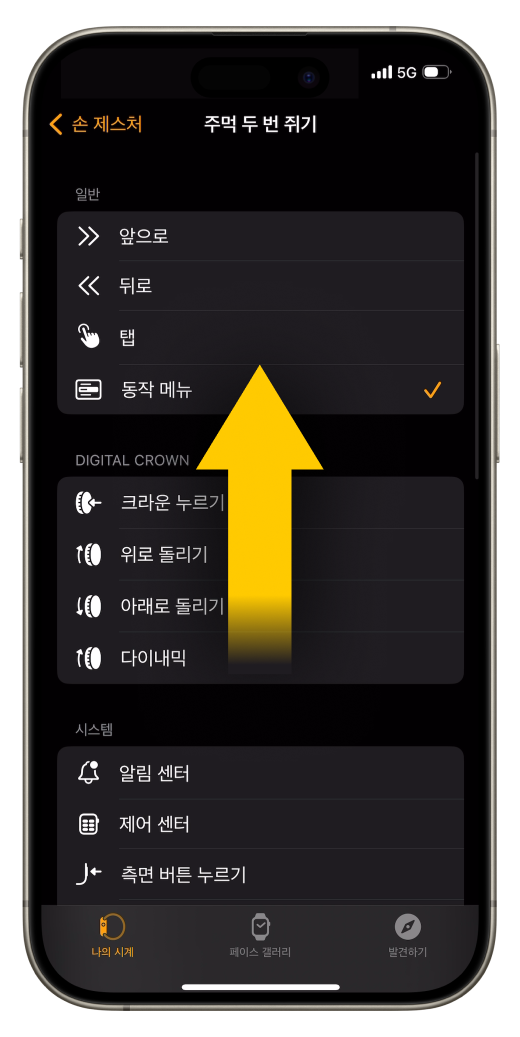 5G
손 제스처
주먹 두 번 쥐기
일반
앞으로
뒤로
탭
동작 메뉴
DIGITAL CROWN
크라운 누르기
위로 돌리기
아래로 돌리기
다이내믹
시스템
알림 센터
제어 센터
측면 버튼 누르기
나의 시계
페이스 갤러리
발견하기